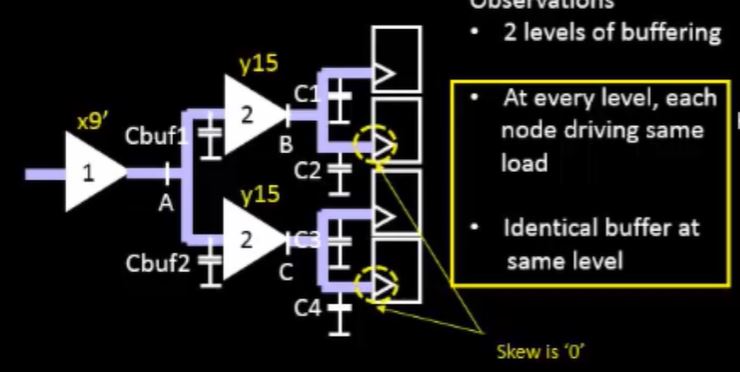 Observations
• 2 levels of buffering
• At every level, each
node driving same
load
• Identical buffer at
same level
x9’
1
A
Cbuf1
Cbuf2
y15
2
B
y15
2
C
C1
C2
C3
C4
Skew is ‘0’